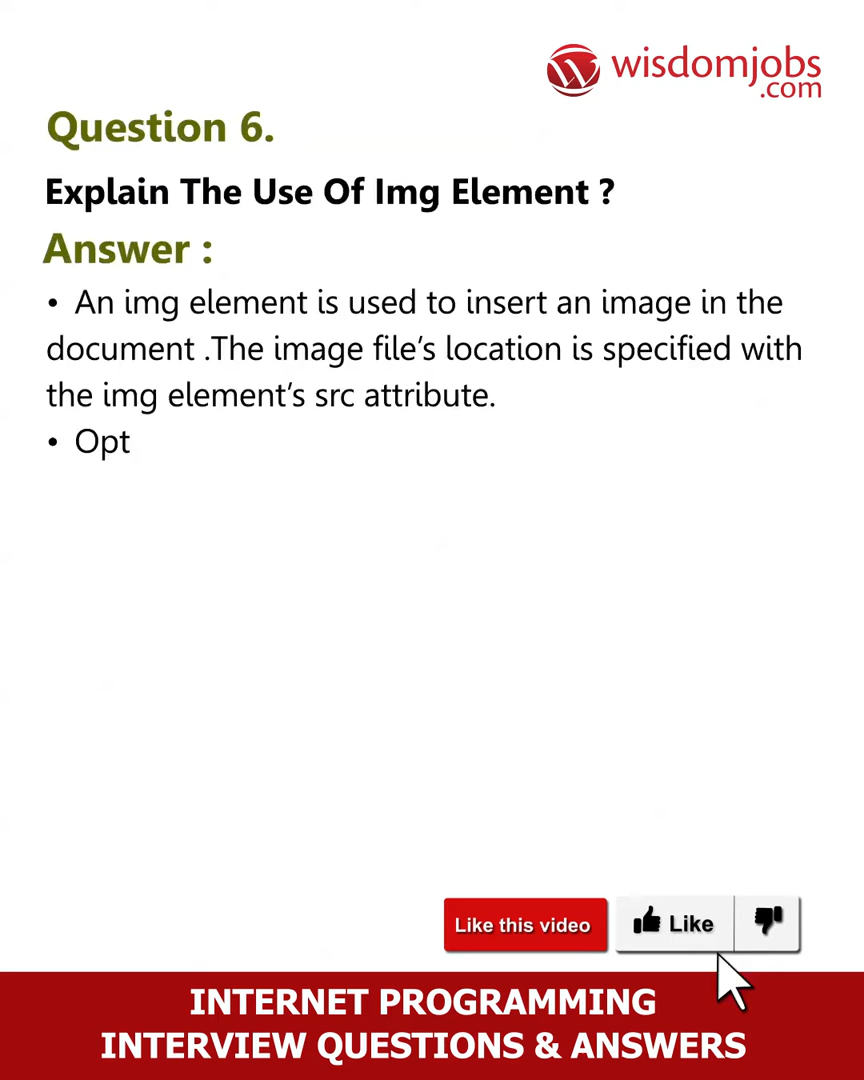 wisdomjobs
.com
Question 6.
Explain The Use Of Img Element ?
Answer :
• An img element is used to insert an image in the
document .The image file’s location is specified with
the img element’s src attribute.
• Opt
Like this video
Like
INTERNET PROGRAMMING
INTERVIEW QUESTIONS & ANSWERS